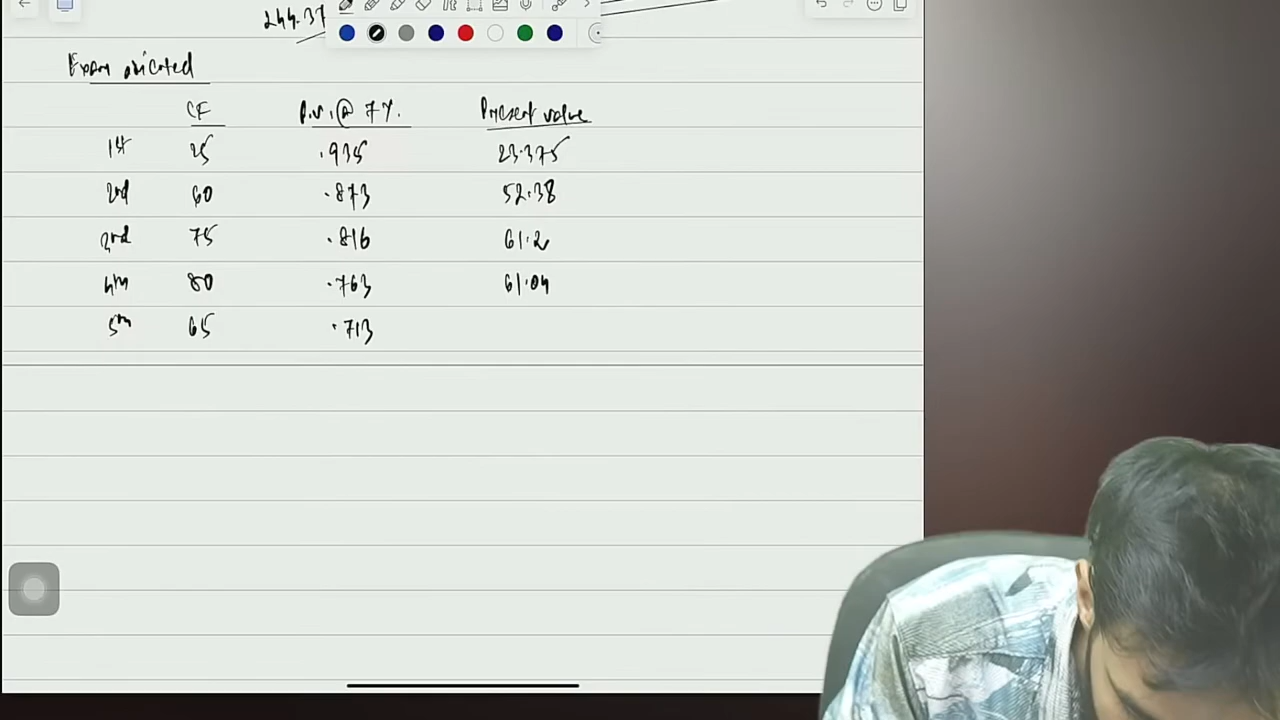 244.37
Exam oriented
CF P.V.@ 7%. Present value
1st 25 .935 23.375
2nd 60 .873 52.38
3rd 75 .816 61.2
4th 80 .763 61.04
5th 65 .713